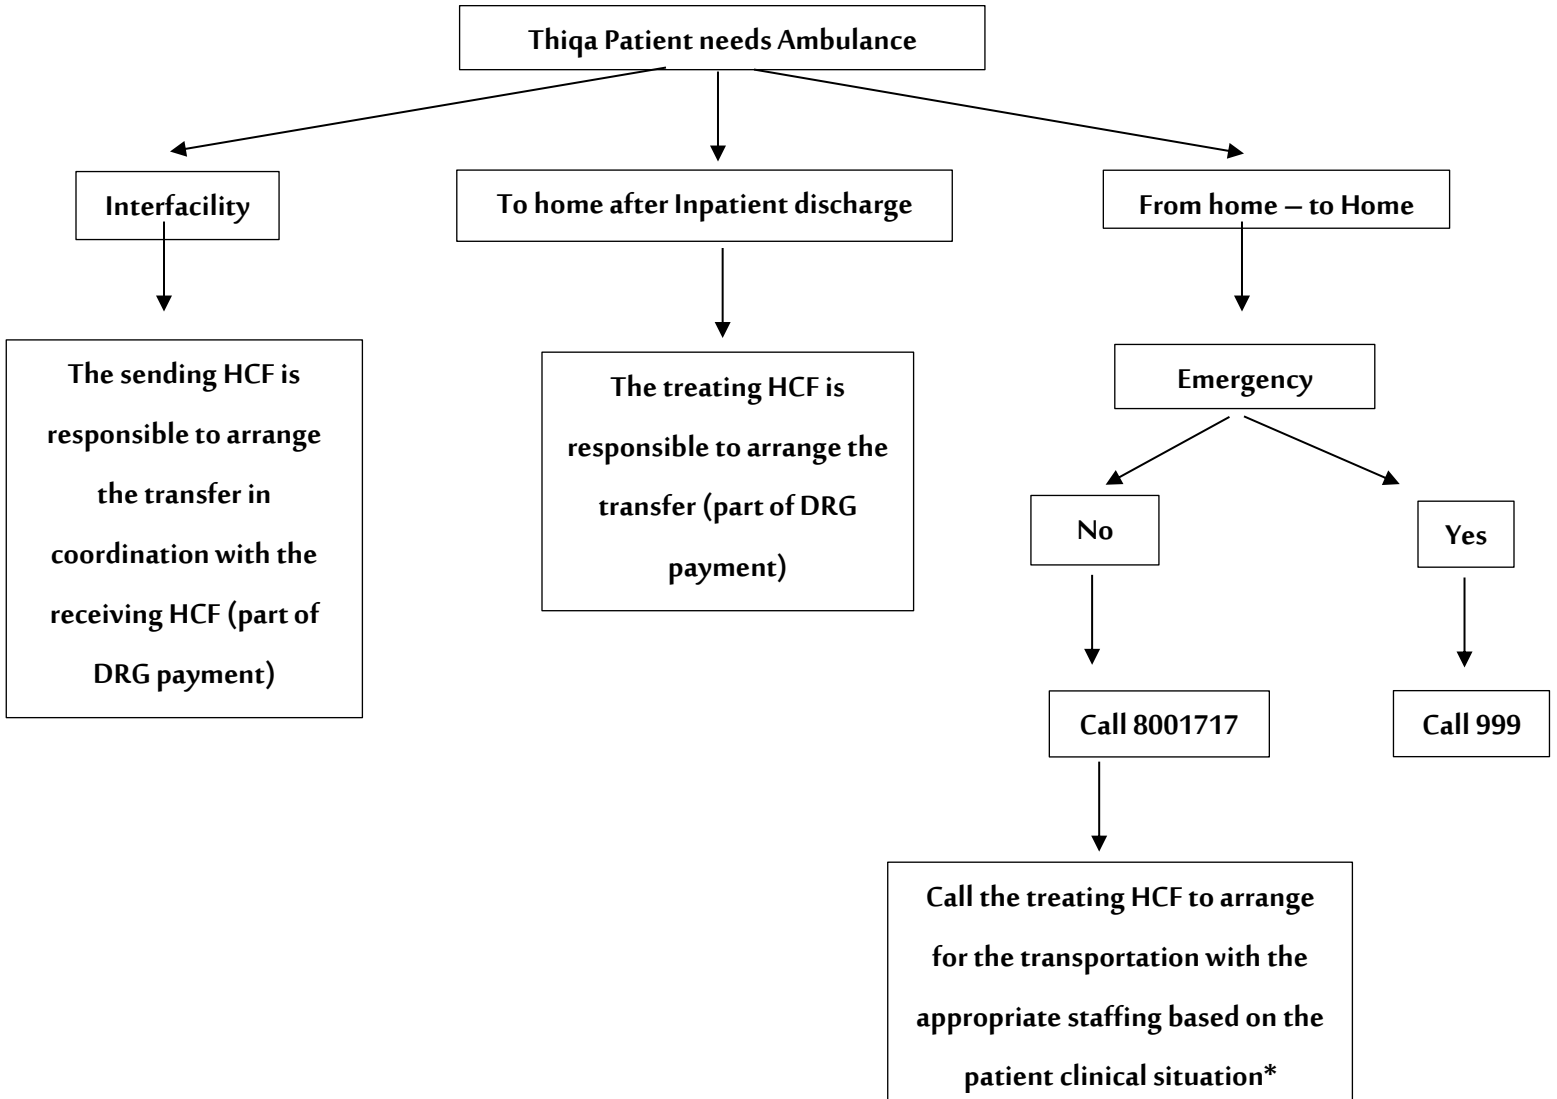 Thiqa Patient needs Ambulance
Interfacility
To home after Inpatient discharge
From home – to Home
The sending HCF is
responsible to arrange
the transfer in
coordination with the
receiving HCF (part of
DRG payment)
The treating HCF is
responsible to arrange the
transfer (part of DRG
payment)
Emergency
No
Yes
Call 8001717
Call 999
Call the treating HCF to arrange
for the transportation with the
appropriate staffing based on the
patient clinical situation*